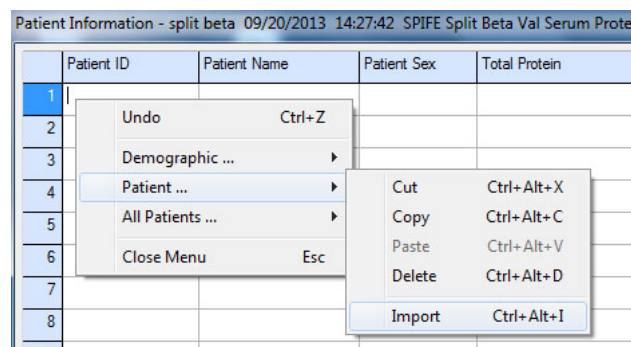 Patient Information - split beta 09/20/2013 14:27:42 SPIFE Split Beta Val Serum Prote
Patient ID Patient Name Patient Sex Total Protein
1
2
3
4
5
6
7
8
Undo Ctrl+Z
Demographic ...
Patient ...
All Patients ...
Close Menu Esc
Cut Ctrl+Alt+X
Copy Ctrl+Alt+C
Paste Ctrl+Alt+V
Delete Ctrl+Alt+D
Import Ctrl+Alt+I